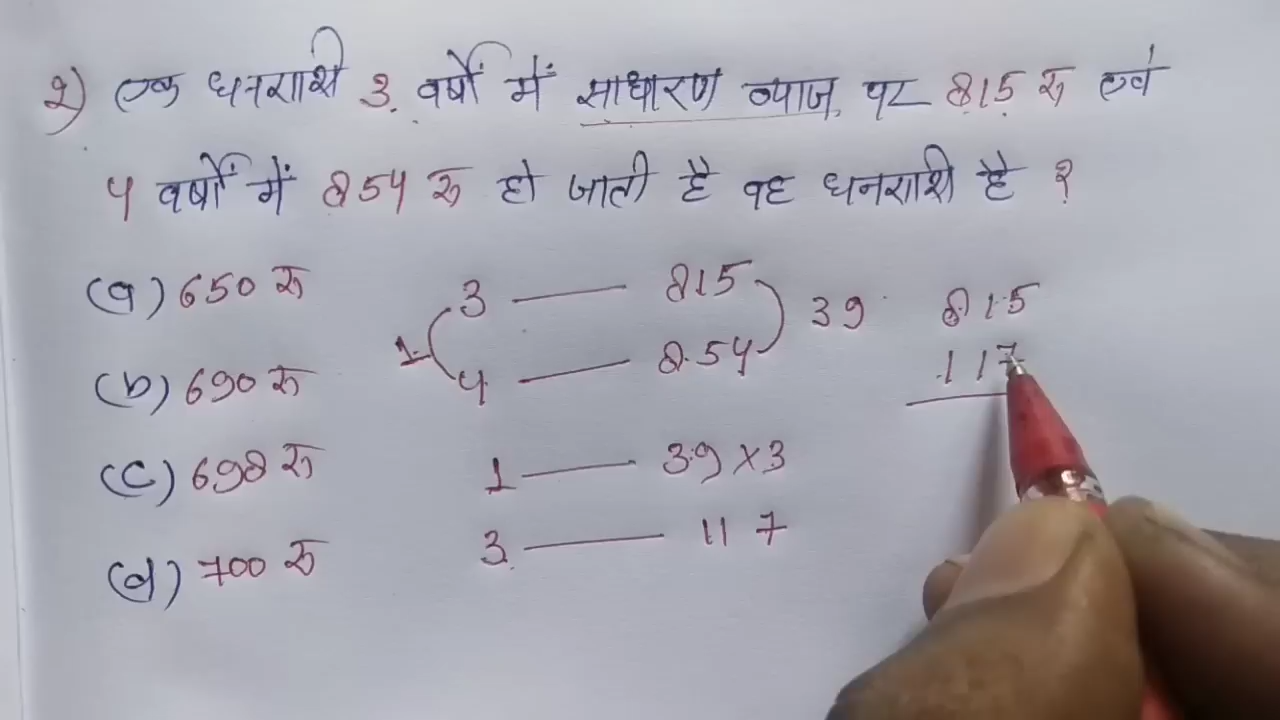 २) एक धनराशी 3 वर्षों में साधारण ब्याज पर 815 रु एवं
4 वर्षों में 854 रु हो जाती है वह धनराशी है ?
(a) 650 रु
(b) 690 रु
(c) 698 रु
(d) 700 रु
3 — 815
1
39
4 — 854
1 — 39 × 3
3 — 117
815
117